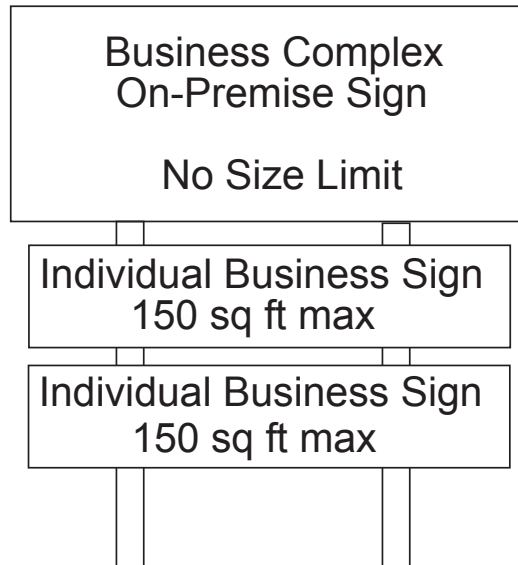 Business Complex
On-Premise Sign
No Size Limit
Individual Business Sign
150 sq ft max
Individual Business Sign
150 sq ft max